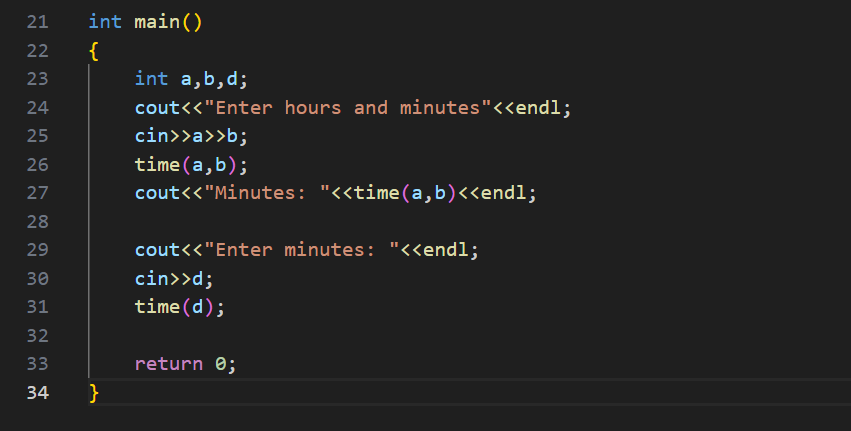 21 int main()
22 {
23     int a,b,d;
24     cout<<"Enter hours and minutes"<<endl;
25     cin>>a>>b;
26     time(a,b);
27     cout<<"Minutes: "<<time(a,b)<<endl;
28
29     cout<<"Enter minutes: "<<endl;
30     cin>>d;
31     time(d);
32
33     return 0;
34 }